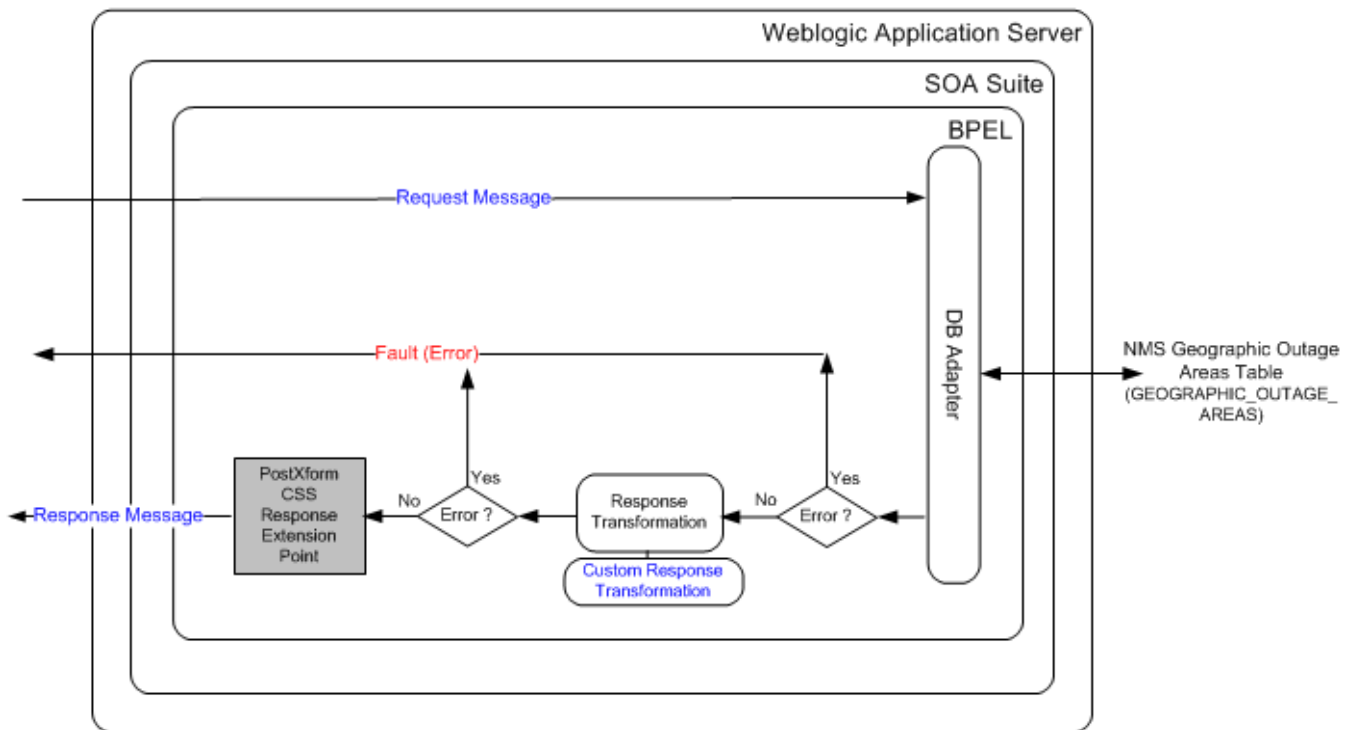 Weblogic Application Server
SOA Suite
BPEL
Request Message
DB Adapter
Fault (Error)
NMS Geographic Outage
Areas Table
(GEOGRAPHIC_OUTAGE_
AREAS)
Yes
Yes
PostXform
CSS
Response
Extension
Point
No
Error ?
Response
Transformation
No
Error ?
Response Message
Custom Response
Transformation